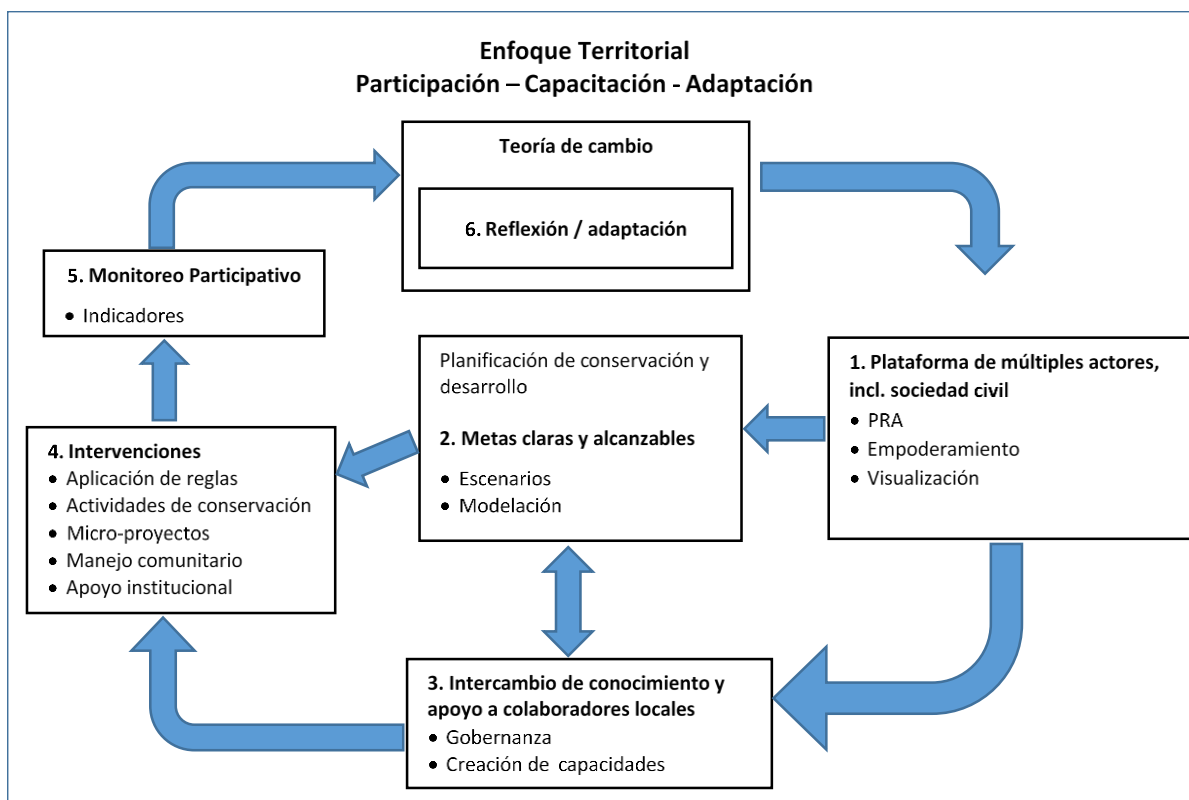 Enfoque Territorial
Participación – Capacitación - Adaptación
Teoría de cambio
6. Reflexión / adaptación
5. Monitoreo Participativo
• Indicadores
Planificación de conservación y
desarrollo
2. Metas claras y alcanzables
• Escenarios
• Modelación
1. Plataforma de múltiples actores,
incl. sociedad civil
• PRA
• Empoderamiento
• Visualización
4. Intervenciones
• Aplicación de reglas
• Actividades de conservación
• Micro-proyectos
• Manejo comunitario
• Apoyo institucional
3. Intercambio de conocimiento y
apoyo a colaboradores locales
• Gobernanza
• Creación de capacidades